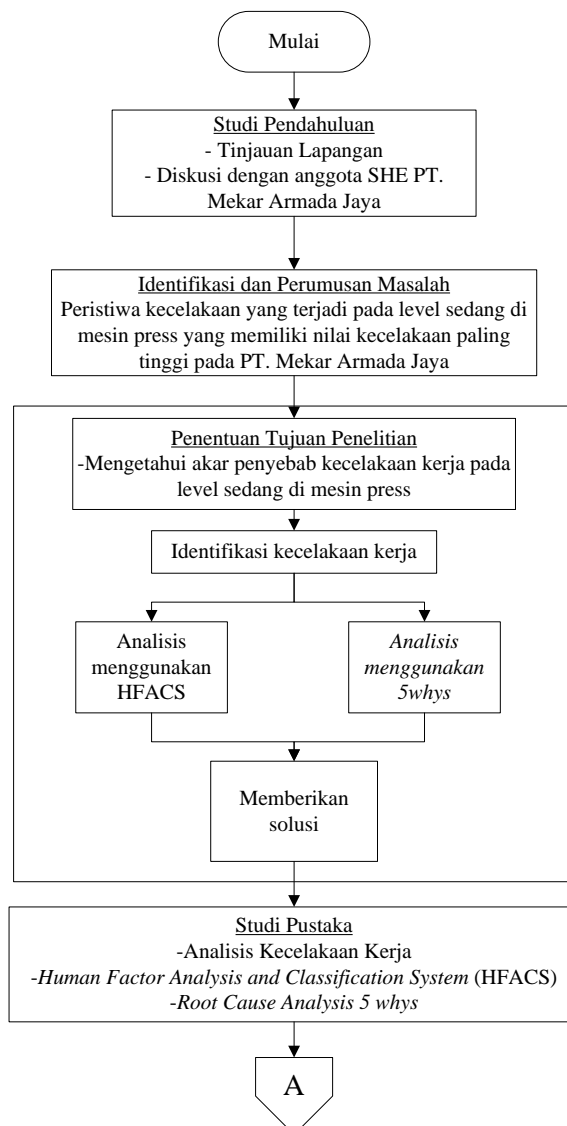 Mulai
Studi Pendahuluan
- Tinjauan Lapangan
- Diskusi dengan anggota SHE PT.
Mekar Armada Jaya
Identifikasi dan Perumusan Masalah
Peristiwa kecelakaan yang terjadi pada level sedang di
mesin press yang memiliki nilai kecelakaan paling
tinggi pada PT. Mekar Armada Jaya
Penentuan Tujuan Penelitian
-Mengetahui akar penyebab kecelakaan kerja pada
level sedang di mesin press
Identifikasi kecelakaan kerja
Analisis
menggunakan
HFACS
Analisis
menggunakan
5whys
Memberikan
solusi
Studi Pustaka
-Analisis Kecelakaan Kerja
-Human Factor Analysis and Classification System (HFACS)
-Root Cause Analysis 5 whys
A